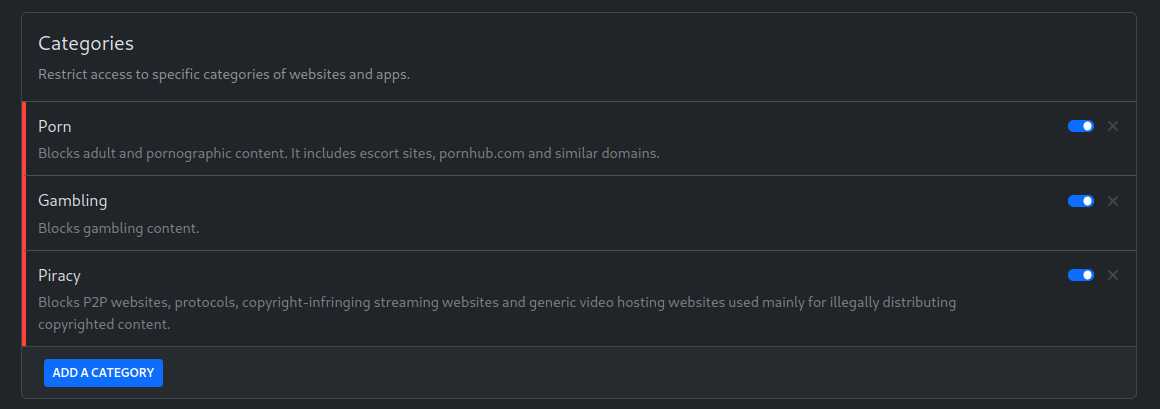 Categories
Restrict access to specific categories of websites and apps.
Porn
Blocks adult and pornographic content. It includes escort sites, pornhub.com and similar domains.
Gambling
Blocks gambling content.
Piracy
Blocks P2P websites, protocols, copyright-infringing streaming websites and generic video hosting websites used mainly for illegally distributing
copyrighted content.
ADD A CATEGORY